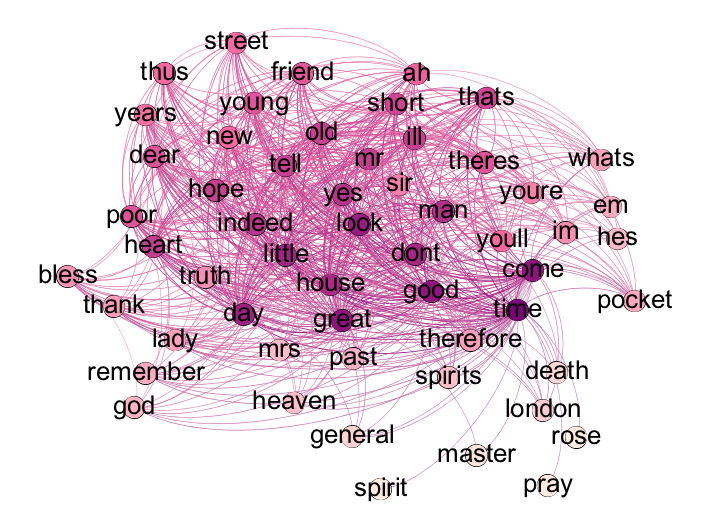 street
thus
friend
ah
years
young
short
thats
new
old
ill
dear
tell
mr
theres
whats
hope
yes
sir
youre
poor
indeed
look
man
em
heart
little
dont
youll
im
hes
bless
truth
house
good
come
thank
day
great
time
pocket
lady
mrs
past
therefore
remember
spirits
death
god
heaven
london
general
rose
master
spirit
pray